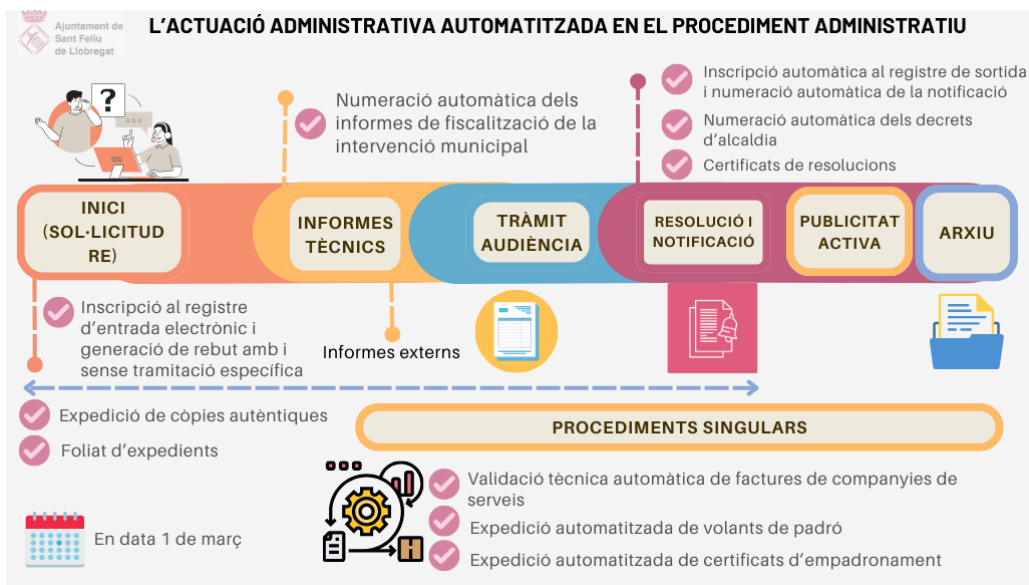 Ajuntament de
Sant Feliu
de Llobregat
L'ACTUACIÓ ADMINISTRATIVA AUTOMATITZADA EN EL PROCEDIMENT ADMINISTRATIU
?
Numeració automàtica dels
informes de fiscalització de la
intervenció municipal
Inscripció automàtica al registre de sortida
i numeració automàtica de la notificació
Numeració automàtica dels decrets
d'alcaldia
Certificats de resolucions
INICI
(SOL·LICITUD
RE)
INFORMES
TÈCNICS
TRÀMIT
AUDIÈNCIA
RESOLUCIÓ I
NOTIFICACIÓ
PUBLICITAT
ACTIVA
ARXIU
Inscripció al registre
d'entrada electrònic i
generació de rebut amb i
sense tramitació específica
Informes externs
Expedició de còpies autèntiques
Foliat d'expedients
PROCEDIMENTS SINGULARS
Validació tècnica automàtica de factures de companyies de
serveis
Expedició automatitzada de volants de padró
Expedició automatitzada de certificats d'empadronament
En data 1 de març